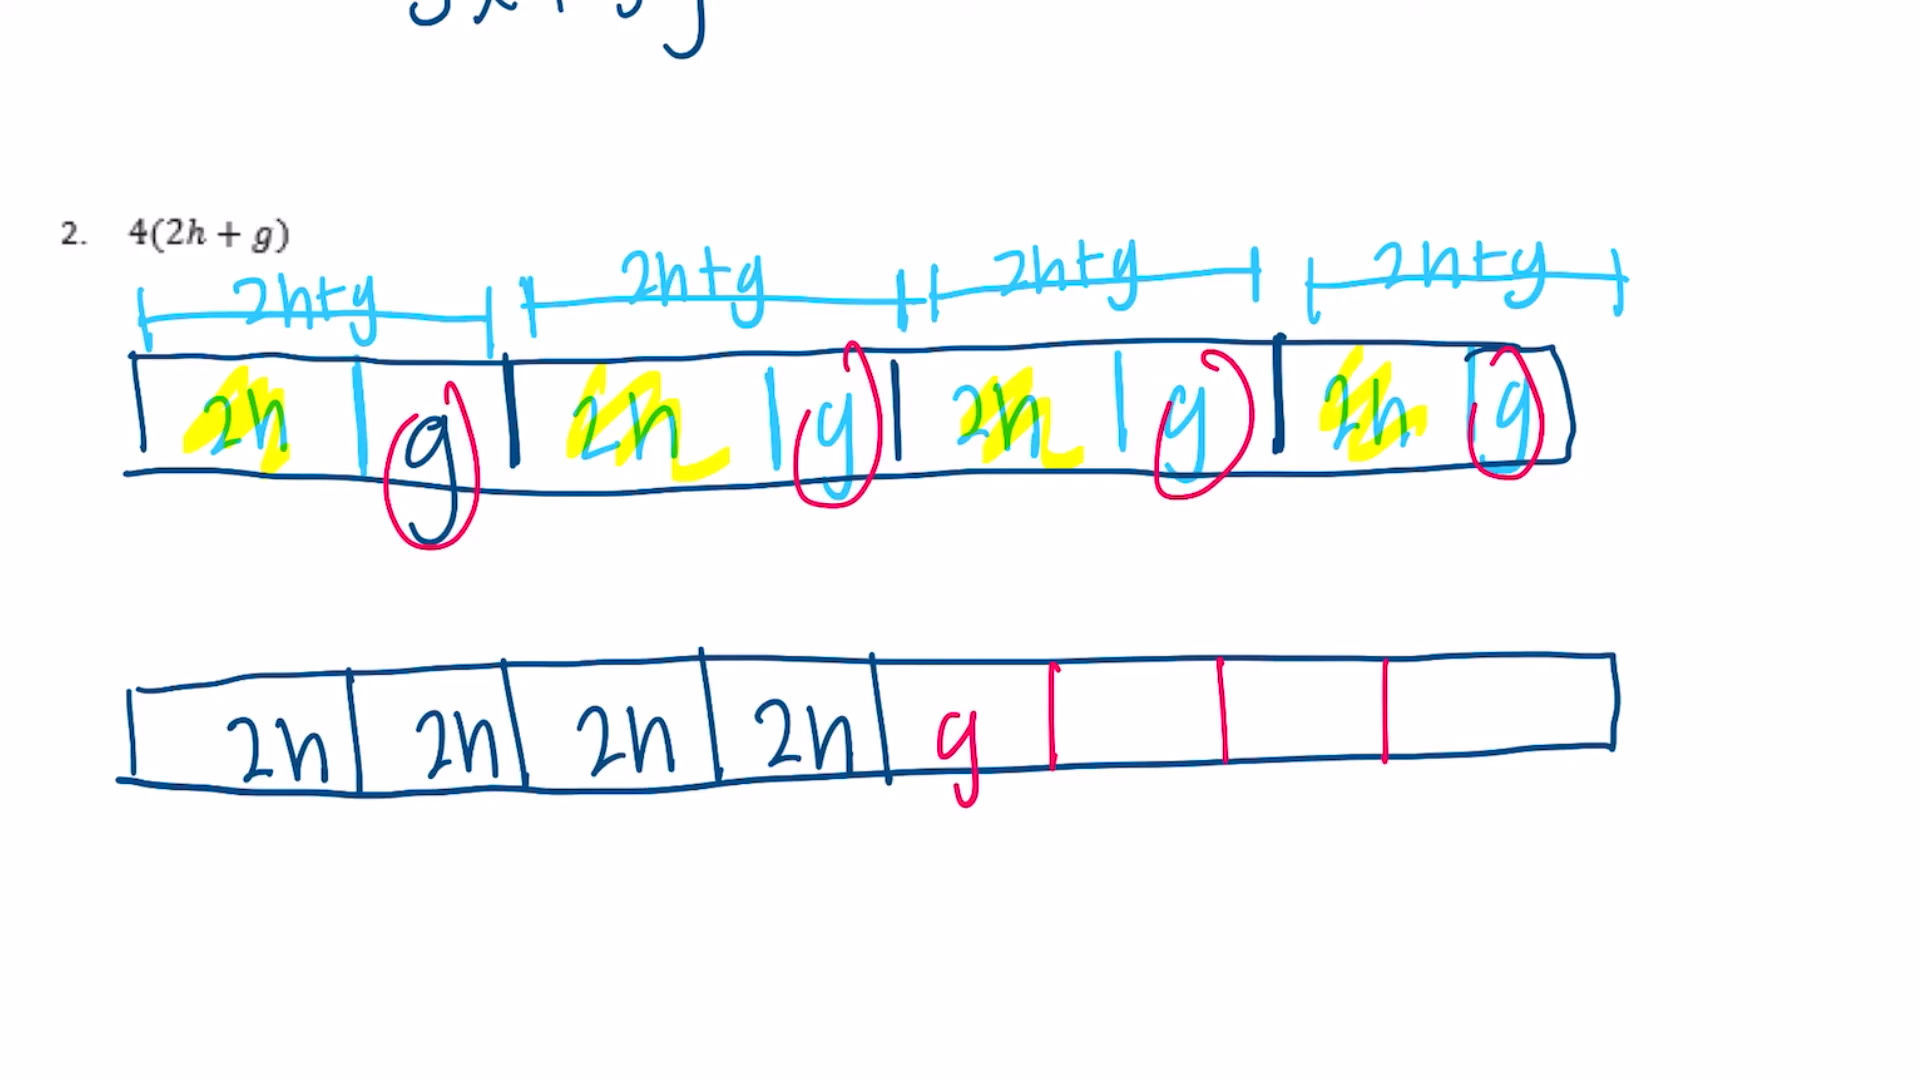 2. 4(2h + g)
2h+g 2h+g 2h+g 2h+g
2h g 2h g 2h g 2h g
2h 2h 2h 2h g